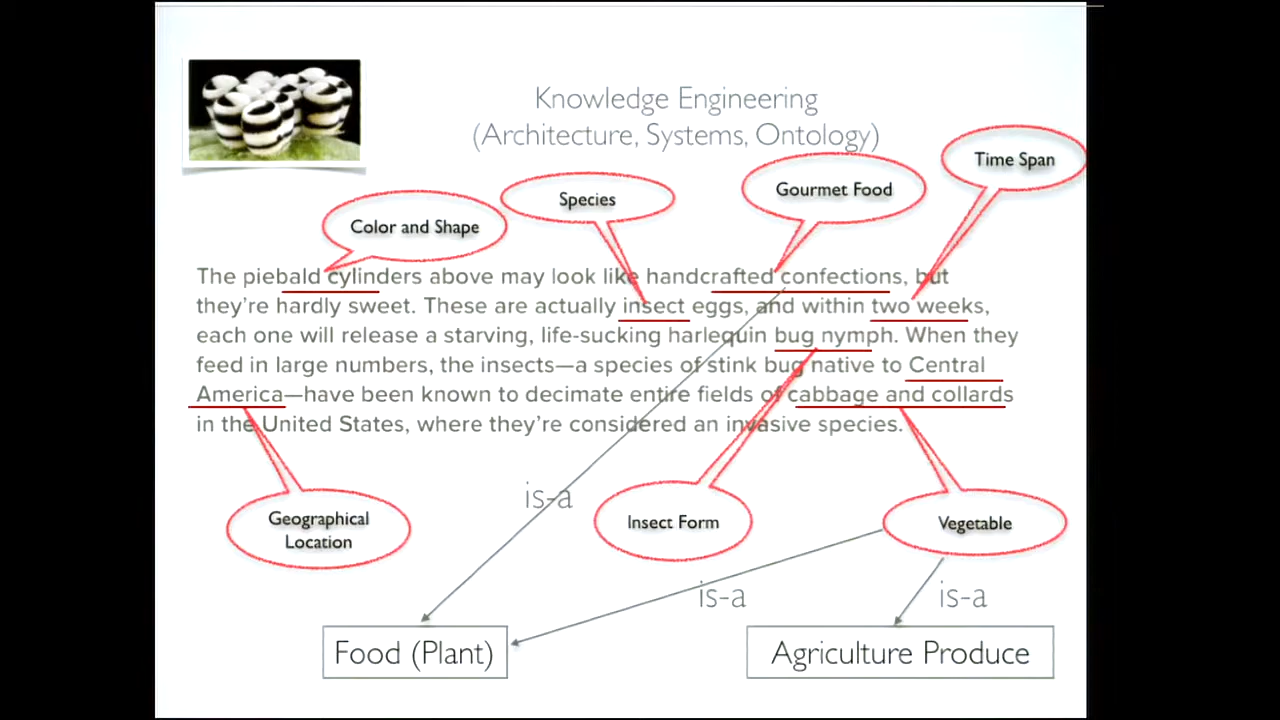 Knowledge Engineering
(Architecture, Systems, Ontology)
Time Span
Gourmet Food
Species
Color and Shape
The piebald cylinders above may look like handcrafted confections, but
they're hardly sweet. These are actually insect eggs, and within two weeks,
each one will release a starving, life-sucking harlequin bug nymph. When they
feed in large numbers, the insects—a species of stink bug native to Central
America—have been known to decimate entire fields of cabbage and collards
in the United States, where they're considered an invasive species.
is-a
Geographical
Location
Insect Form
Vegetable
is-a
is-a
Food (Plant)
Agriculture Produce